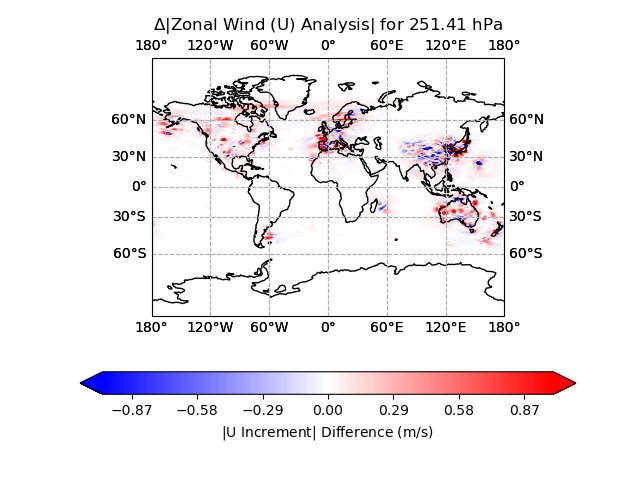 Δ|Zonal Wind (U) Analysis| for 251.41 hPa
180° 120°W 60°W 0° 60°E 120°E 180°
60°N 60°N
30°N 30°N
0° 0°
30°S 30°S
60°S 60°S
180° 120°W 60°W 0° 60°E 120°E 180°
−0.87 −0.58 −0.29 0.00 0.29 0.58 0.87
|U Increment| Difference (m/s)